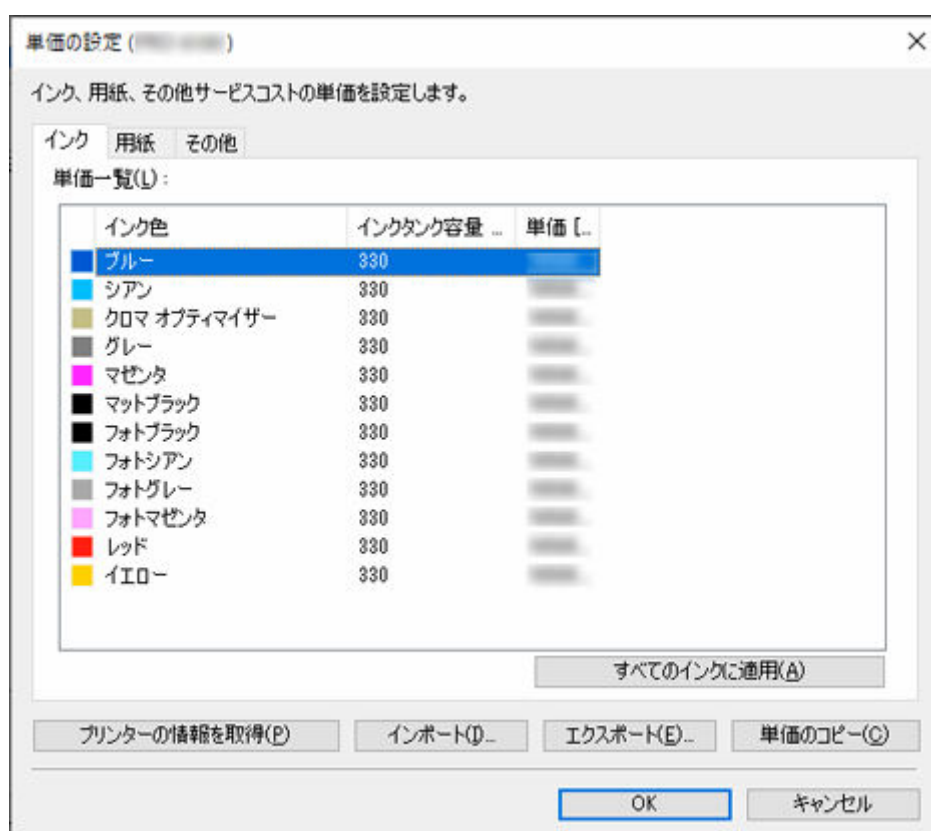 単価の設定 ( )
インク、用紙、その他サービスコストの単価を設定します。
インク 用紙 その他
単価一覧(L) :
インク色 インクタンク容量 ... 単価 [...
ブルー 330
シアン 330
クロマ オプティマイザー 330
グレー 330
マゼンタ 330
マットブラック 330
フォトブラック 330
フォトシアン 330
フォトグレー 330
フォトマゼンタ 330
レッド 330
イエロー 330
すべてのインクに適用(A)
プリンターの情報を取得(P) インポート(I)... エクスポート(E)... 単価のコピー(C)
OK キャンセル